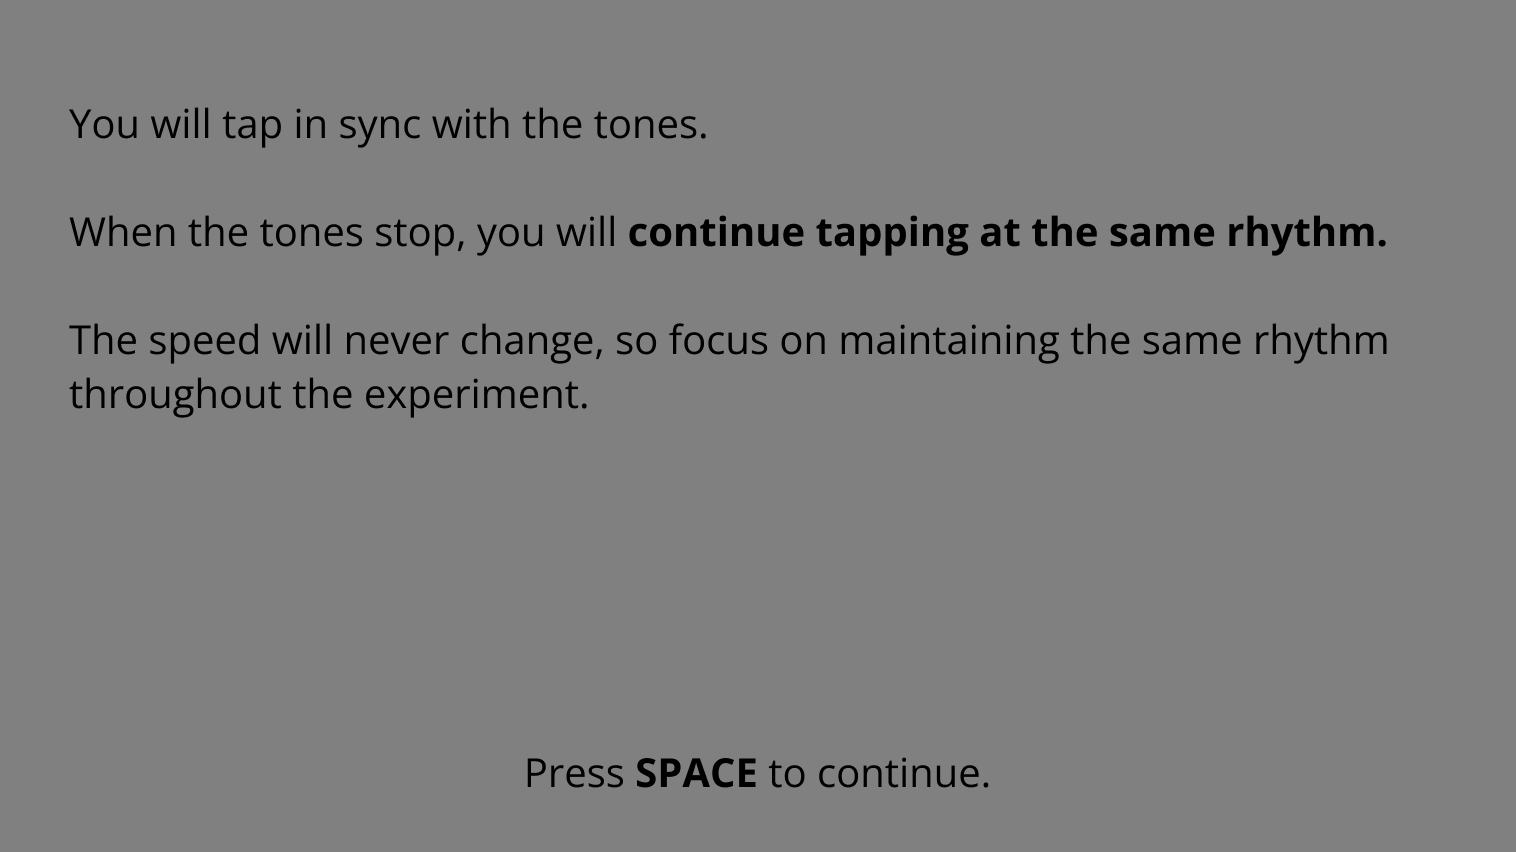 You will tap in sync with the tones.
When the tones stop, you will continue tapping at the same rhythm.
The speed will never change, so focus on maintaining the same rhythm
throughout the experiment.
Press SPACE to continue.